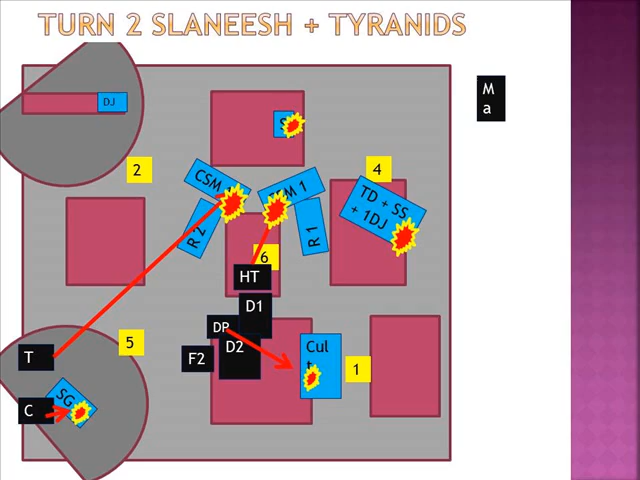 TURN 2 SLANEESH + TYRANIDS
M
a
DJ
S
2
4
CSM
M 1
TD + SS
+ 1DJ
R 2
R 1
6
HT
D1
DP
D2
F2
5
T
Cul
t
1
SG
C